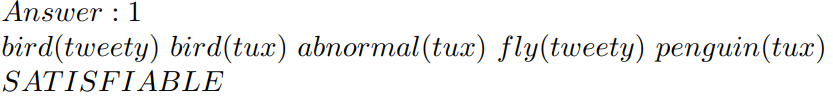 Answer : 1
bird(tweety) bird(tux) abnormal(tux) fly(tweety) penguin(tux)
SATISFIABLE